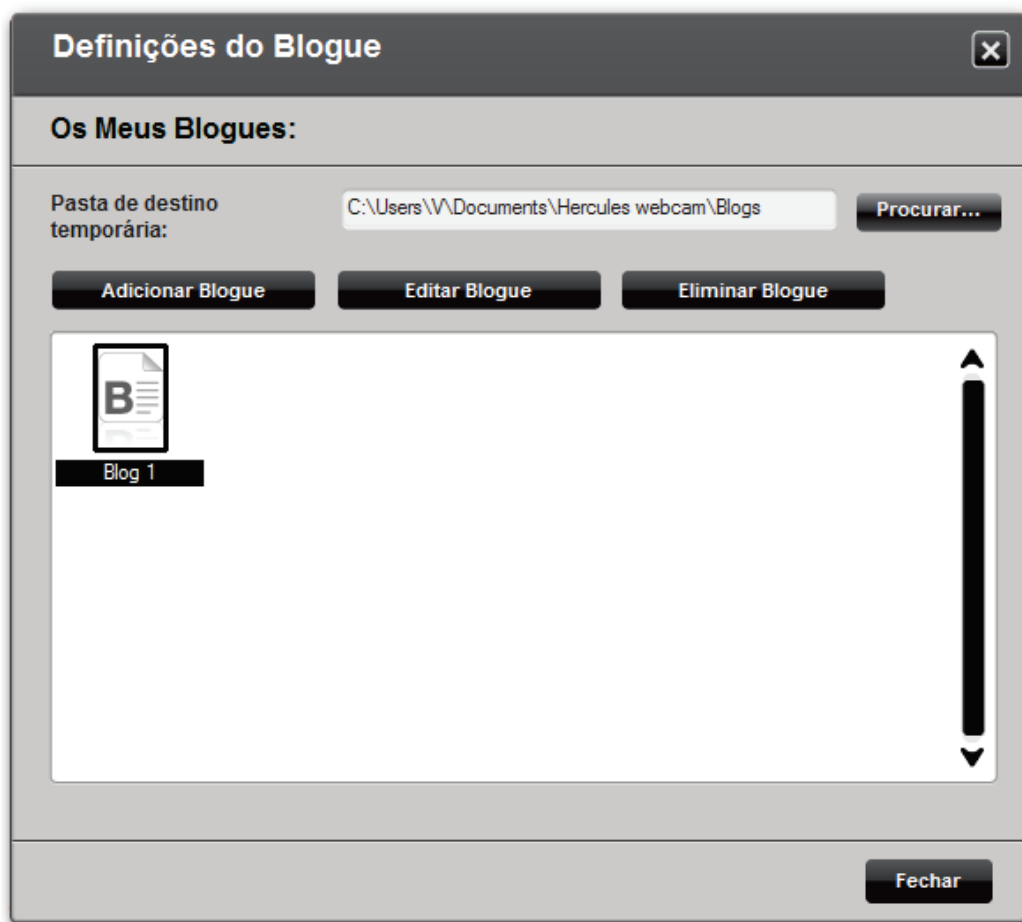 Definições do Blogue
Os Meus Blogues:
Pasta de destino
temporária:
C:\Users\V\Documents\Hercules webcam\Blogs
Procurar...
Adicionar Blogue
Editar Blogue
Eliminar Blogue
B
Blog 1
Fechar